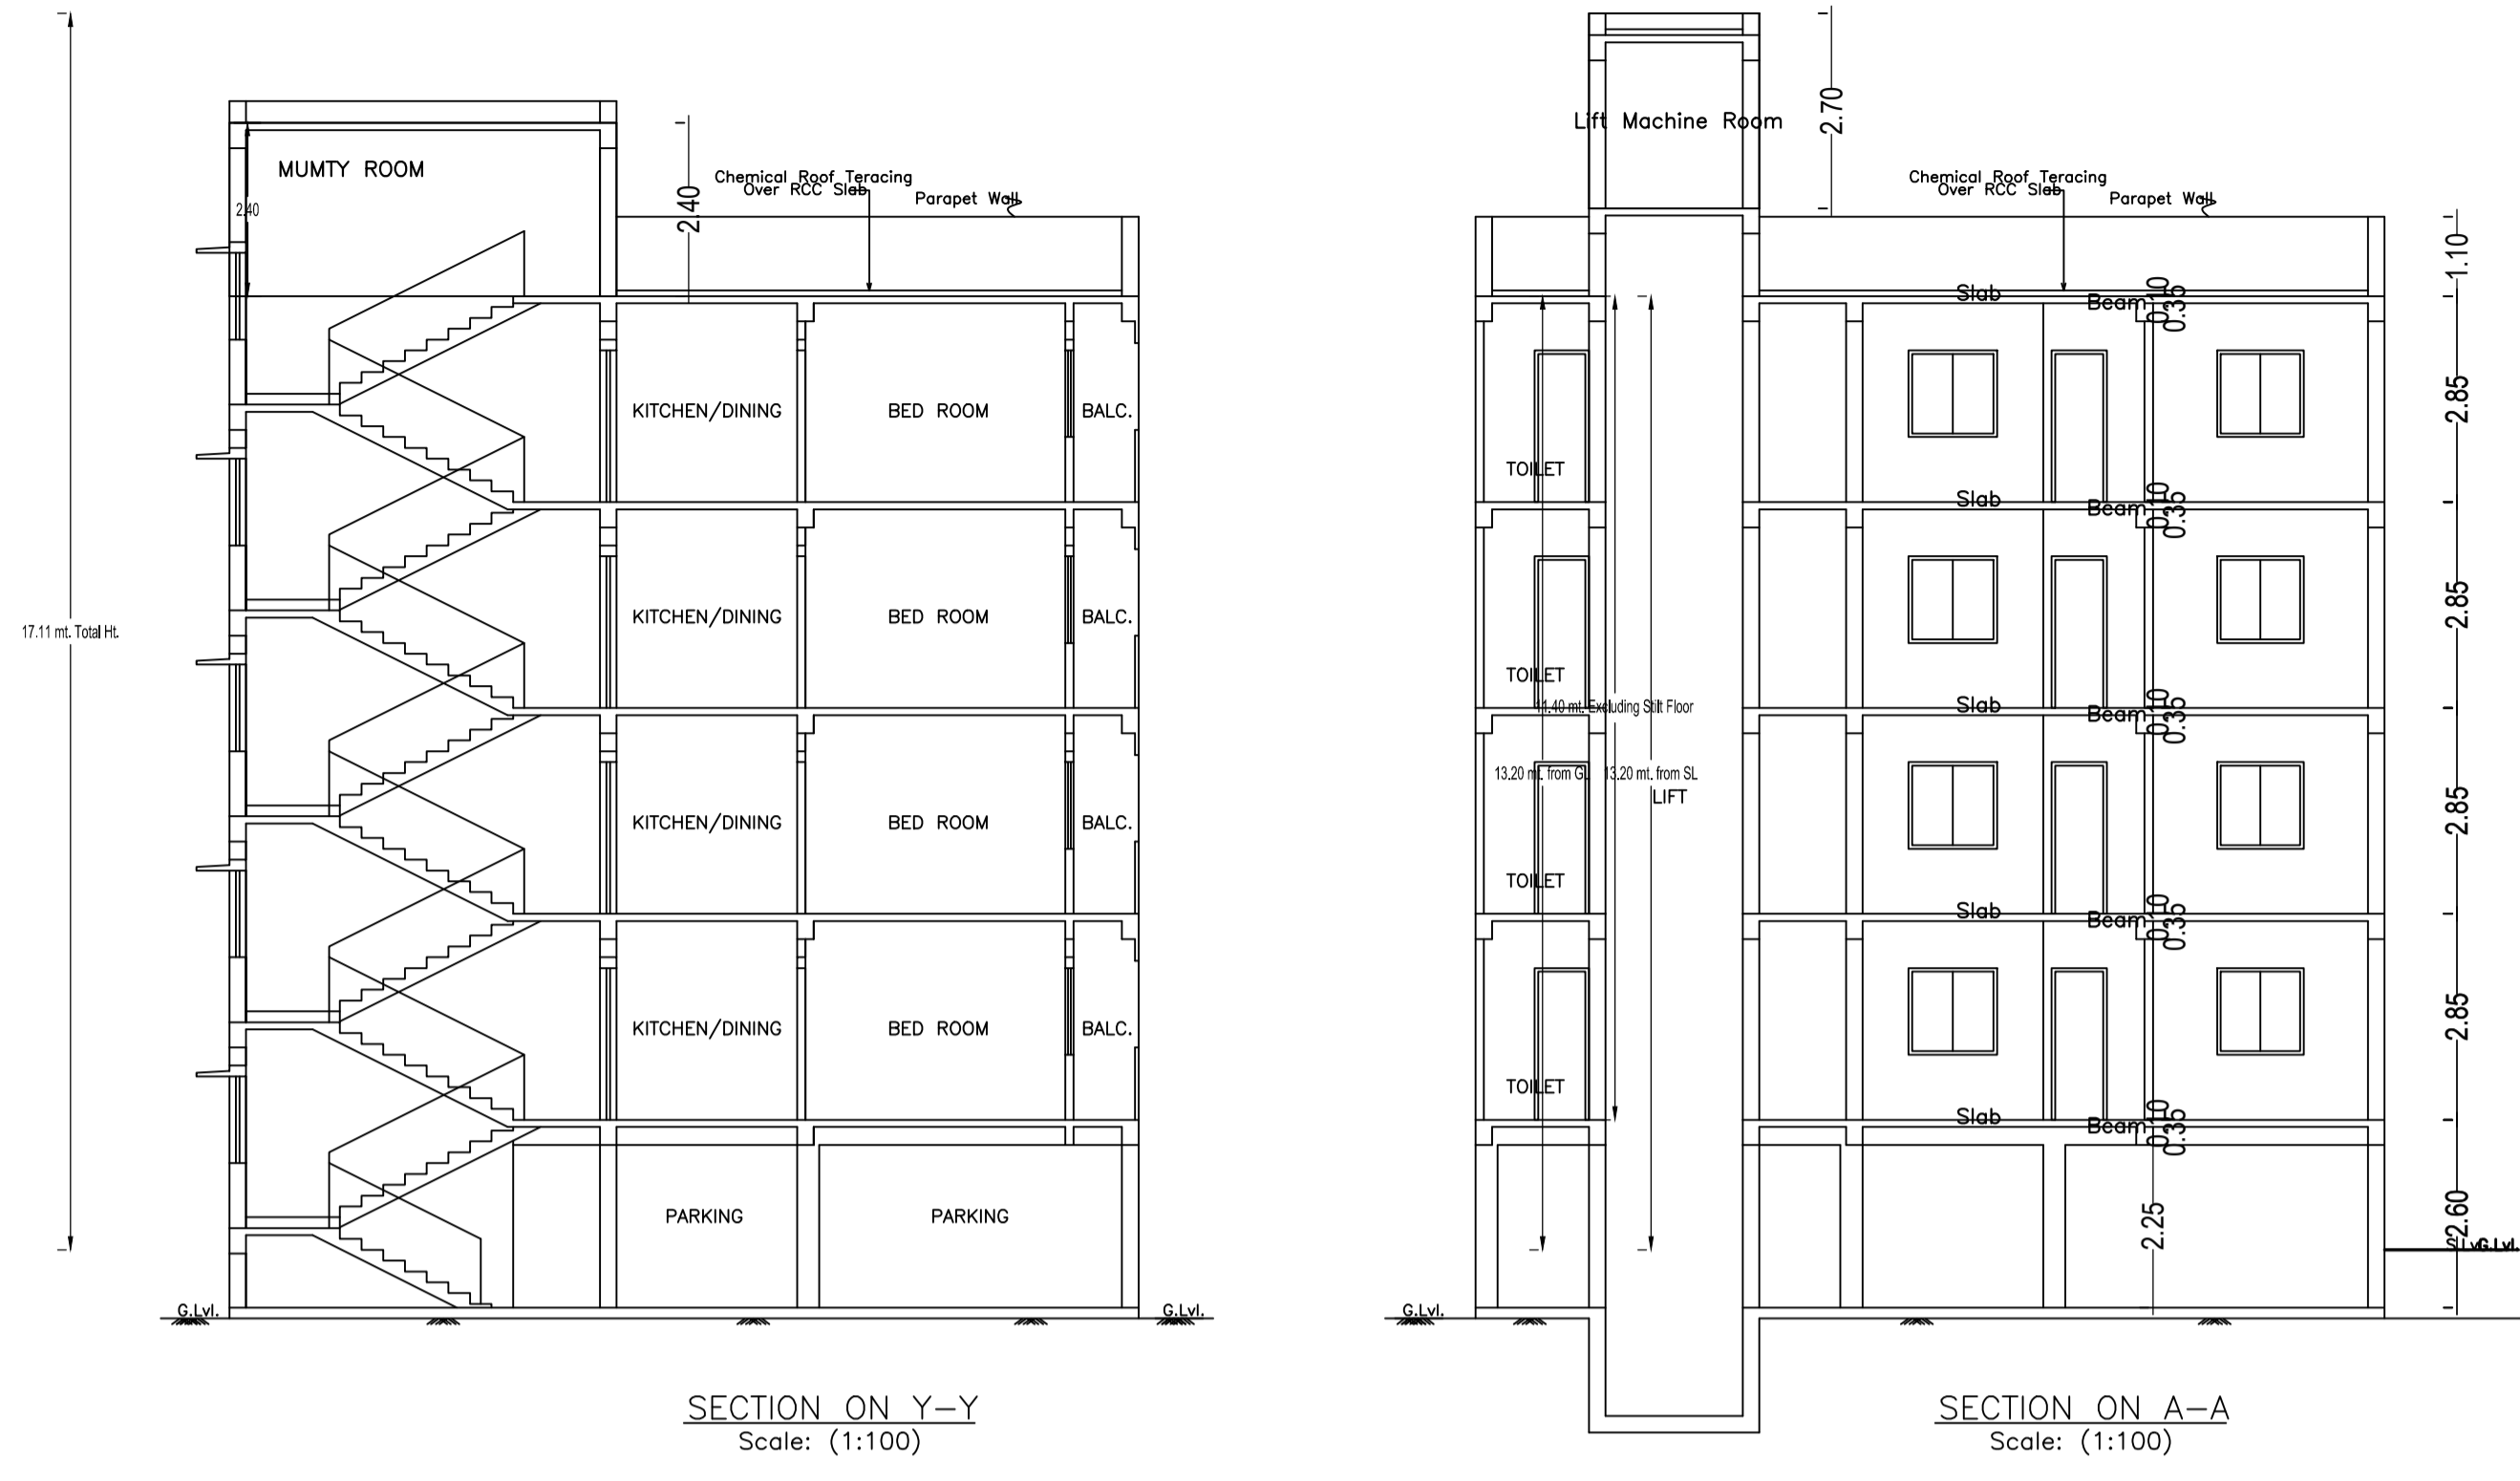 17.11 mt. Total Ht.
MUMTY ROOM
2.40
2.40
Chemical Roof Teracing
Over RCC Slab
Parapet Wall
KITCHEN/DINING
BED ROOM
BALC.
KITCHEN/DINING
BED ROOM
BALC.
KITCHEN/DINING
BED ROOM
BALC.
KITCHEN/DINING
BED ROOM
BALC.
PARKING
PARKING
G.Lvl.
G.Lvl.
SECTION ON Y-Y
Scale: (1:100)
Lift Machine Room
2.70
Chemical Roof Teracing
Over RCC Slab
Parapet Wall
1.10
Slab
Beam
0.10
0.35
2.85
TOILET
Slab
Beam
0.10
0.35
2.85
TOILET
11.40 mt. Excluding Stilt Floor
Slab
Beam
0.10
0.35
13.20 mt. from GL
13.20 mt. from SL
LIFT
2.85
TOILET
Slab
Beam
0.10
0.35
2.85
TOILET
Slab
Beam
0.10
0.35
2.25
2.60
G.Lvl.
G.Lvl.
SECTION ON A-A
Scale: (1:100)